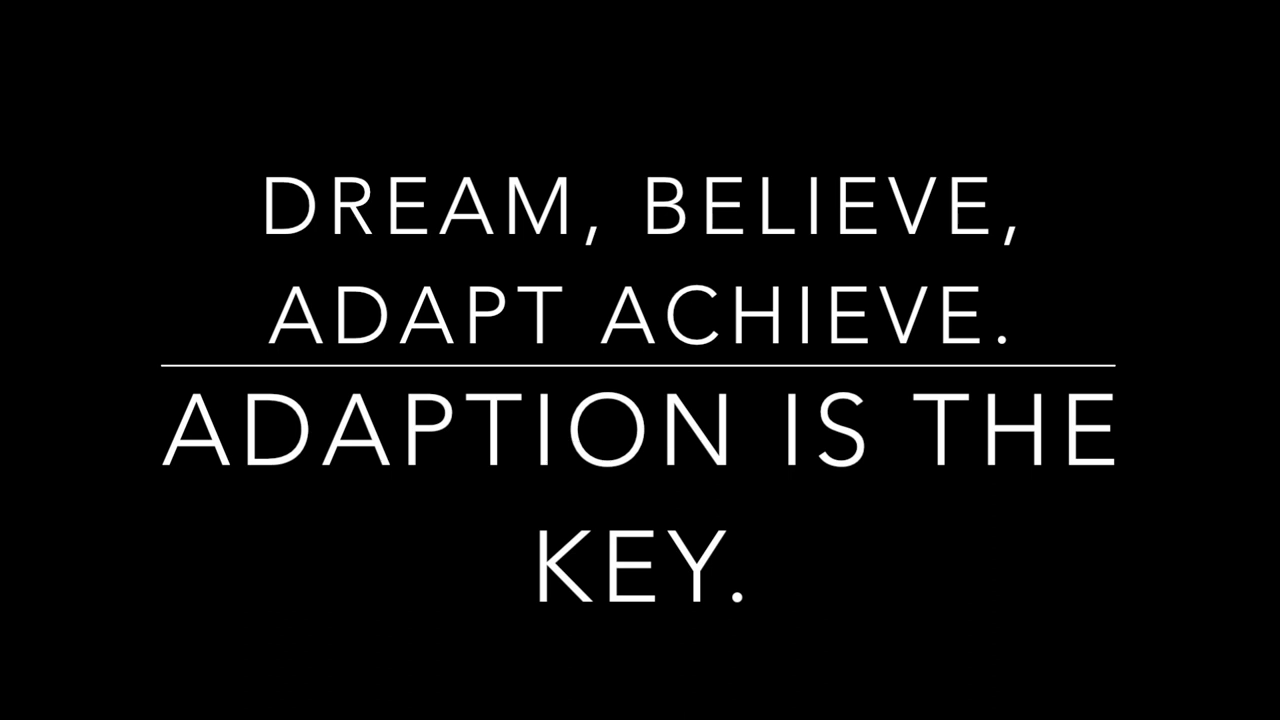 DREAM, BELIEVE,
ADAPT ACHIEVE.
ADAPTION IS THE
KEY.